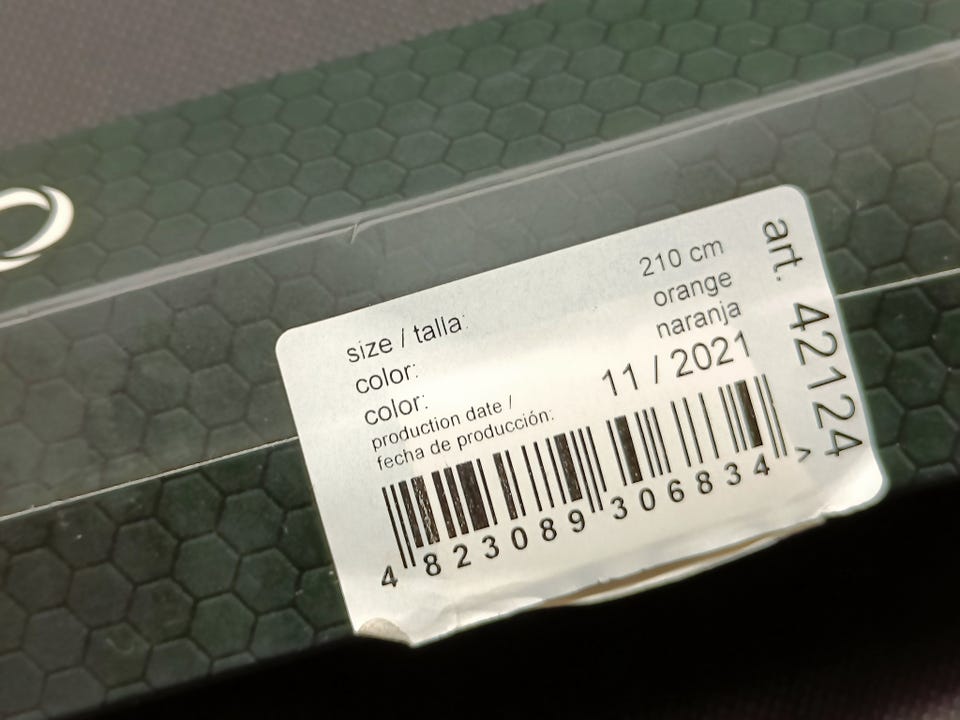 size / talla: 210 cm
color: orange
color: naranja
production date / 11 / 2021
fecha de producción:
4 823089 306834 >
art. 42124